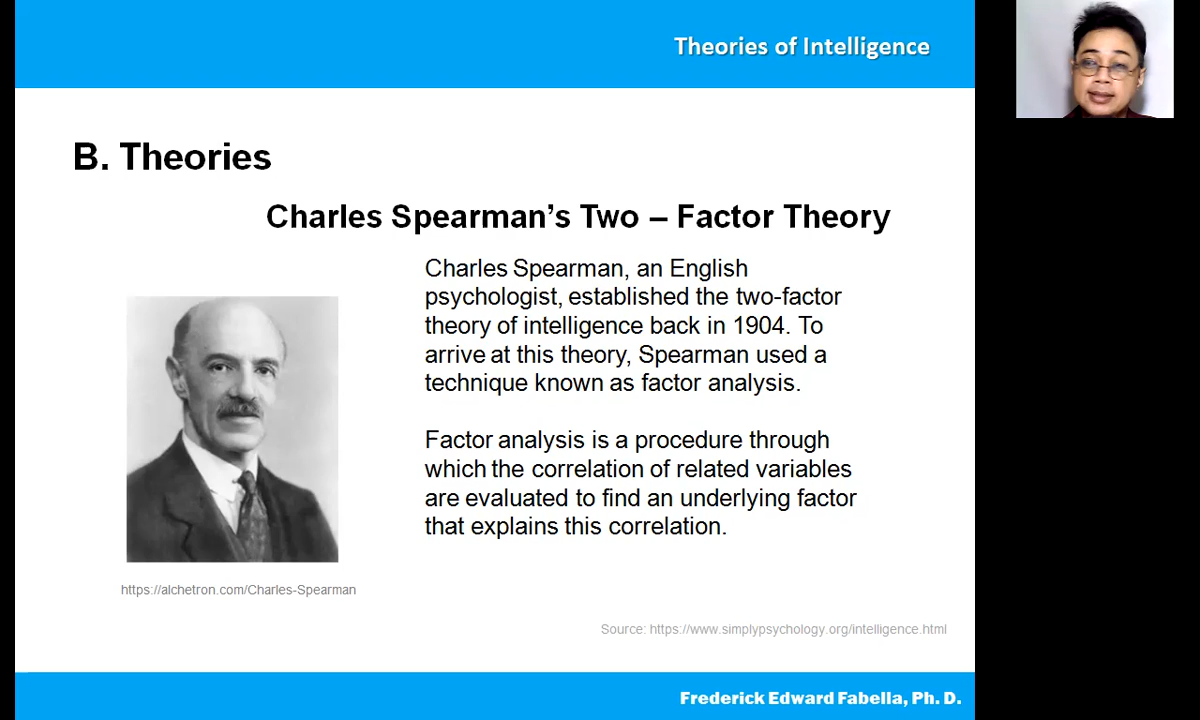 Theories of Intelligence
B. Theories
Charles Spearman’s Two – Factor Theory
Charles Spearman, an English
psychologist, established the two-factor
theory of intelligence back in 1904. To
arrive at this theory, Spearman used a
technique known as factor analysis.
Factor analysis is a procedure through
which the correlation of related variables
are evaluated to find an underlying factor
that explains this correlation.
https://alchetron.com/Charles-Spearman
Source: https://www.simplypsychology.org/intelligence.html
Frederick Edward Fabella, Ph. D.